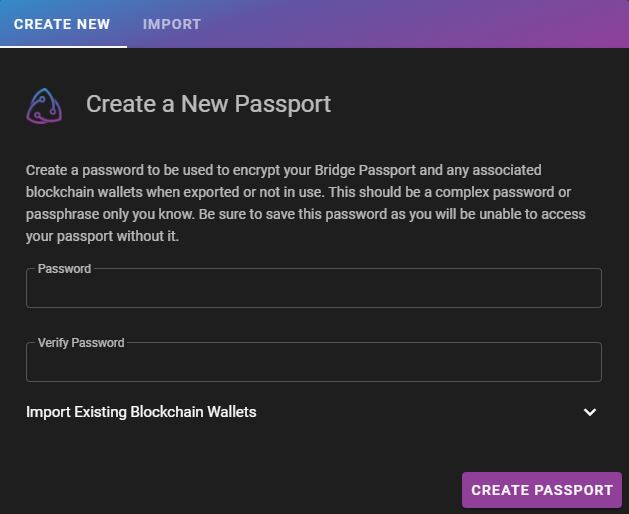 CREATE NEW IMPORT
Create a New Passport
Create a password to be used to encrypt your Bridge Passport and any associated
blockchain wallets when exported or not in use. This should be a complex password or
passphrase only you know. Be sure to save this password as you will be unable to access
your passport without it.
Password
Verify Password
Import Existing Blockchain Wallets
CREATE PASSPORT